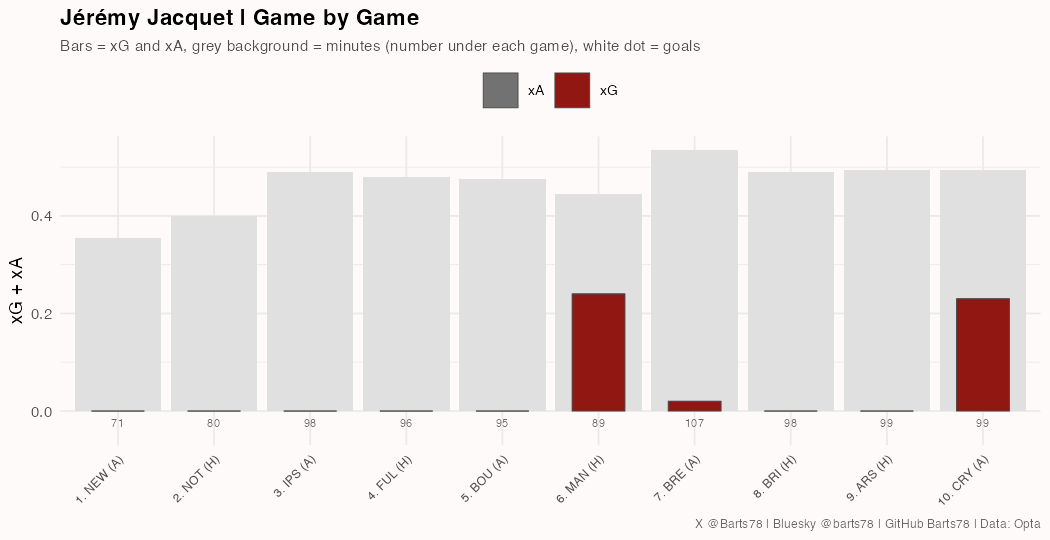 Jérémy Jacquet | Game by Game
Bars = xG and xA, grey background = minutes (number under each game), white dot = goals
xA xG
xG + xA
0.4
0.2
0.0
71 80 98 96 95 89 107 98 99 99
1. NEW (A) 2. NOT (H) 3. IPS (A) 4. FUL (H) 5. BOU (A) 6. MAN (H) 7. BRE (A) 8. BRI (H) 9. ARS (H) 10. CRY (A)
X @Barts78 | Bluesky @barts78 | GitHub Barts78 | Data: Opta